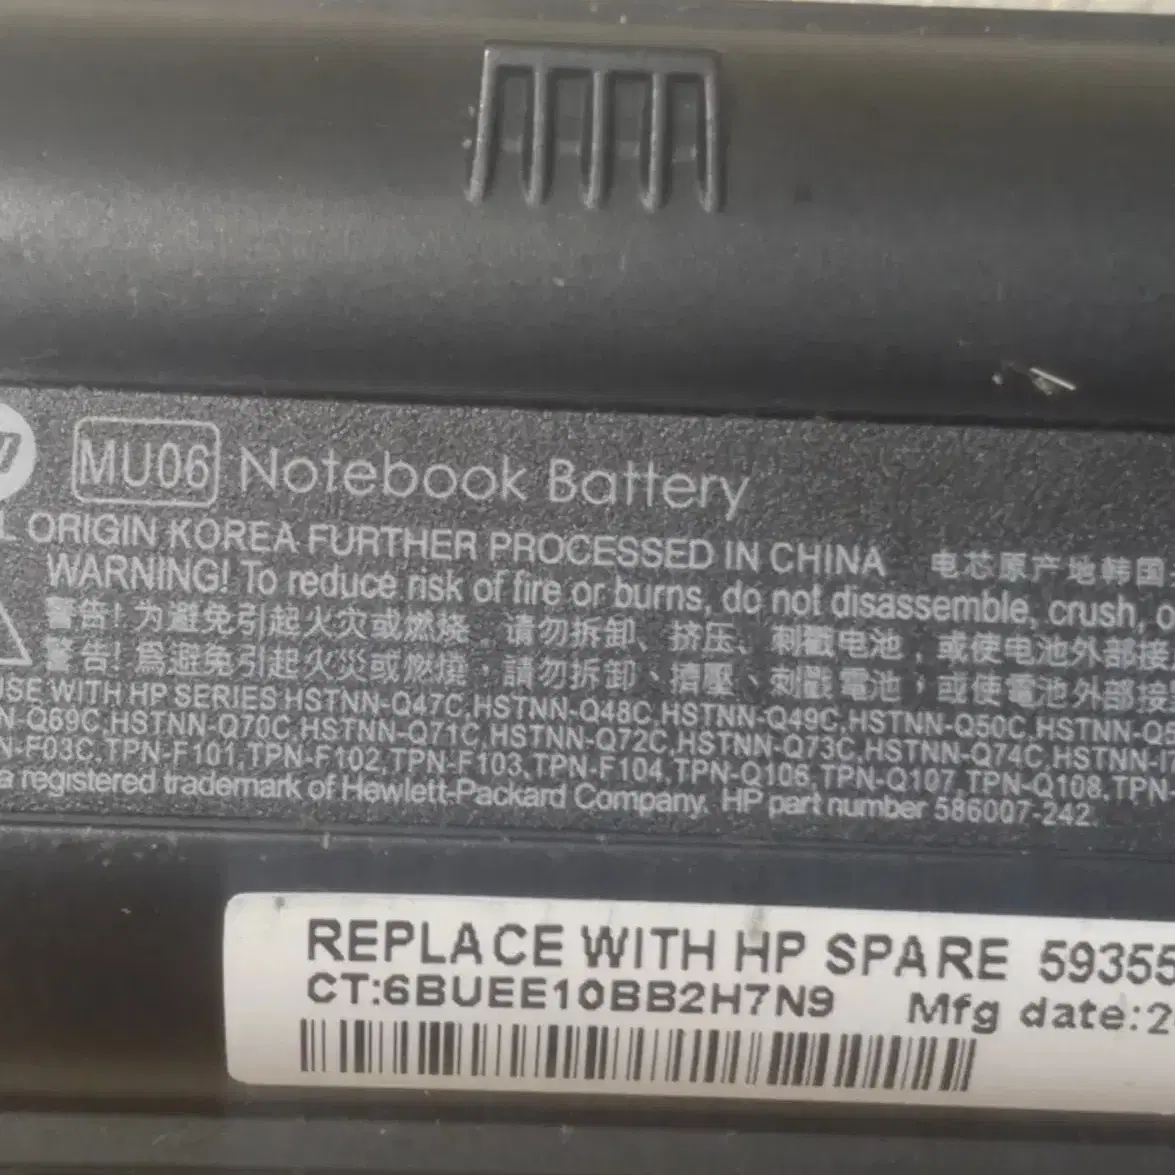 MU06 Notebook Battery
ORIGIN KOREA FURTHER PROCESSED IN CHINA 电芯原产地韩国
WARNING! To reduce risk of fire or burns, do not disassemble, crush,
警告! 为避免引起火灾或燃烧，请勿拆卸、挤压、刺戳电池，或使电池外部接
警告! 為避免引起火災或燃燒，請勿拆卸、擠壓、刺戳電池，或使電池外部接
USE WITH HP SERIES HSTNN-Q47C,HSTNN-Q48C,HSTNN-Q49C,HSTNN-Q50C,HSTNN-Q5
N-Q69C,HSTNN-Q70C,HSTNN-Q71C,HSTNN-Q72C,HSTNN-Q73C,HSTNN-Q74C,HSTNN-I7
N-F03C,TPN-F101,TPN-F102,TPN-F103,TPN-F104,TPN-Q106,TPN-Q107,TPN-Q108,TPN-
a registered trademark of Hewlett-Packard Company. HP part number 586007-242.
REPLACE WITH HP SPARE 59355
CT:6BUEE10BB2H7N9 Mfg date:2